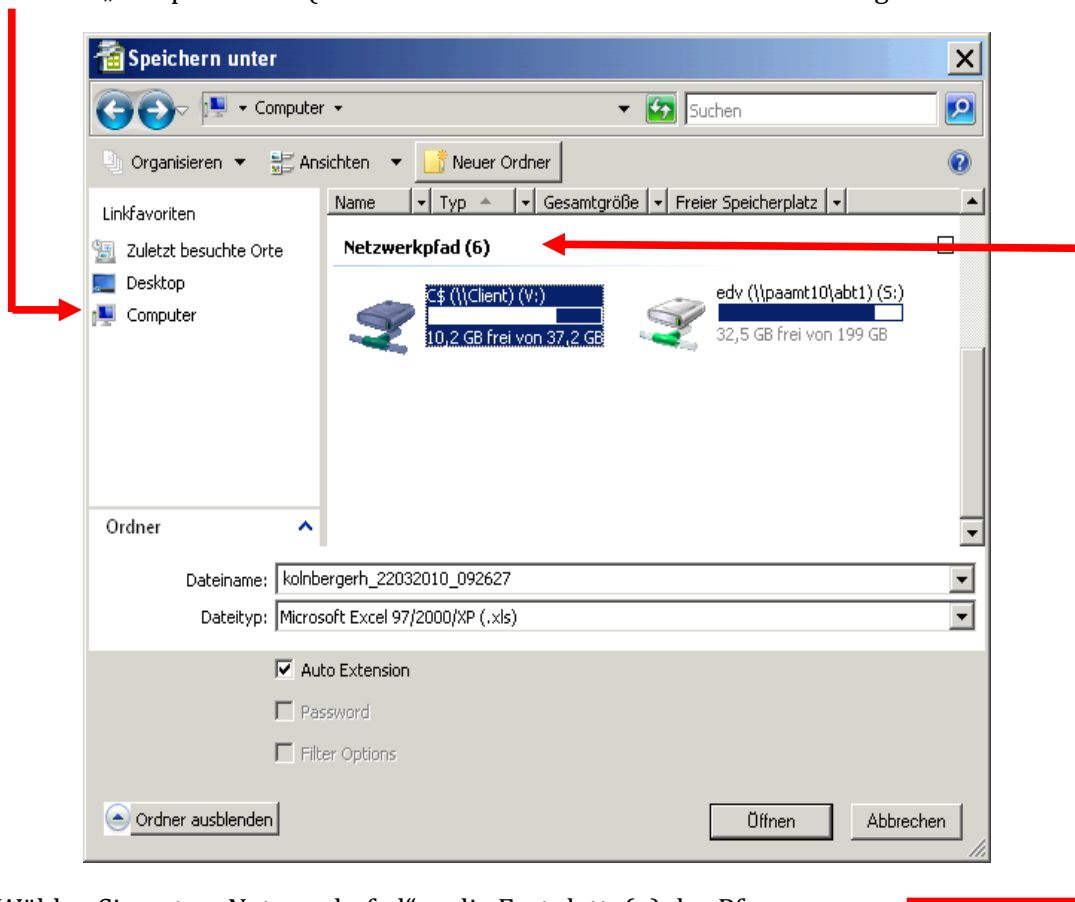 Speichern unter
Computer
Suchen
Organisieren Ansichten Neuer Ordner
Linkfavoriten
Zuletzt besuchte Orte
Desktop
Computer
Ordner
Name Typ Gesamtgröße Freier Speicherplatz
Netzwerkpfad (6)
C$ (\\Client) (V:)
10,2 GB frei von 37,2 GB
edv (\\paamt10\abt1) (S:)
32,5 GB frei von 199 GB
Dateiname: kolnbergerh_22032010_092627
Dateityp: Microsoft Excel 97/2000/XP (.xls)
Auto Extension
Password
Filter Options
Ordner ausblenden
Öffnen Abbrechen